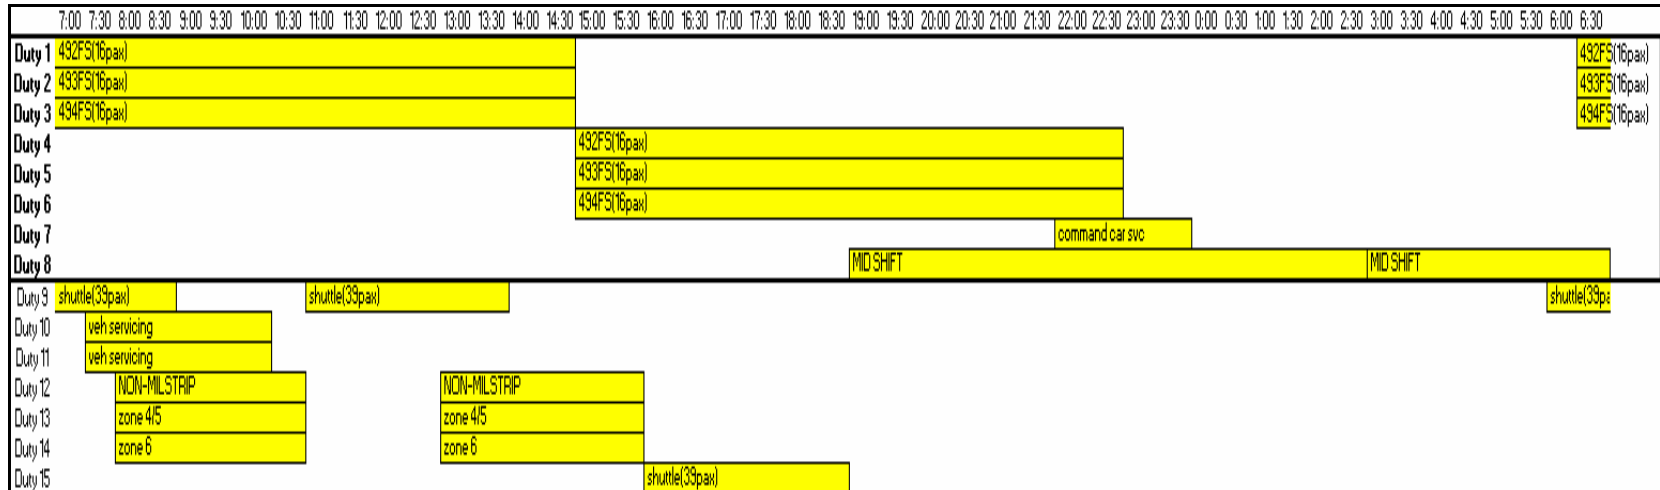 7:00 7:30 8:00 8:30 9:00 9:30 10:00 10:30 11:00 11:30 12:00 12:30 13:00 13:30 14:00 14:30 15:00 15:30 16:00 16:30 17:00 17:30 18:00 18:30 19:00 19:30 20:00 20:30 21:00 21:30 22:00 22:30 23:00 23:30 0:00 0:30 1:00 1:30 2:00 2:30 3:00 3:30 4:00 4:30 5:00 5:30 6:00 6:30
Duty 1 492FS(16pax) 492FS(16pax)
Duty 2 493FS(16pax) 493FS(16pax)
Duty 3 494FS(16pax) 494FS(16pax)
Duty 4 492FS(16pax)
Duty 5 493FS(16pax)
Duty 6 494FS(16pax)
Duty 7 command car svc
Duty 8 MID SHIFT MID SHIFT
Duty 9 shuttle(39pax) shuttle(39pax) shuttle(39pa
Duty 10 veh servicing
Duty 11 veh servicing
Duty 12 NON-MILSTRIP NON-MILSTRIP
Duty 13 zone 4/5 zone 4/5
Duty 14 zone 6 zone 6
Duty 15 shuttle(39pax)